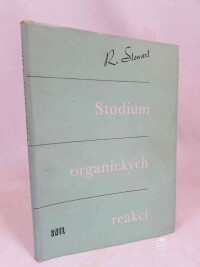 R. Stewart
Studium
organických
reakcí
SNTL